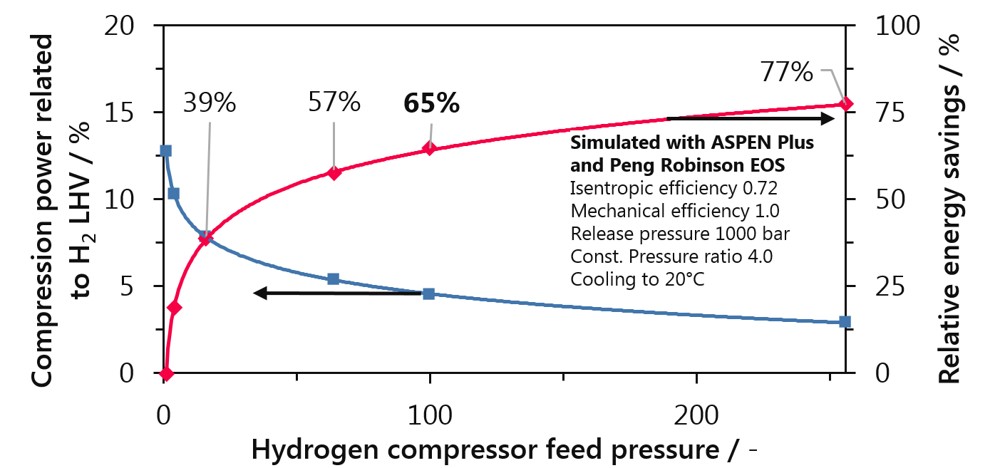 Compression power related
to H₂ LHV / %
20
15
10
5
0
39%
57%
65%
77%
Simulated with ASPEN Plus
and Peng Robinson EOS
Isentropic efficiency 0.72
Mechanical efficiency 1.0
Release pressure 1000 bar
Const. Pressure ratio 4.0
Cooling to 20°C
100
75
50
25
0
Relative energy savings / %
0
100
200
Hydrogen compressor feed pressure / -